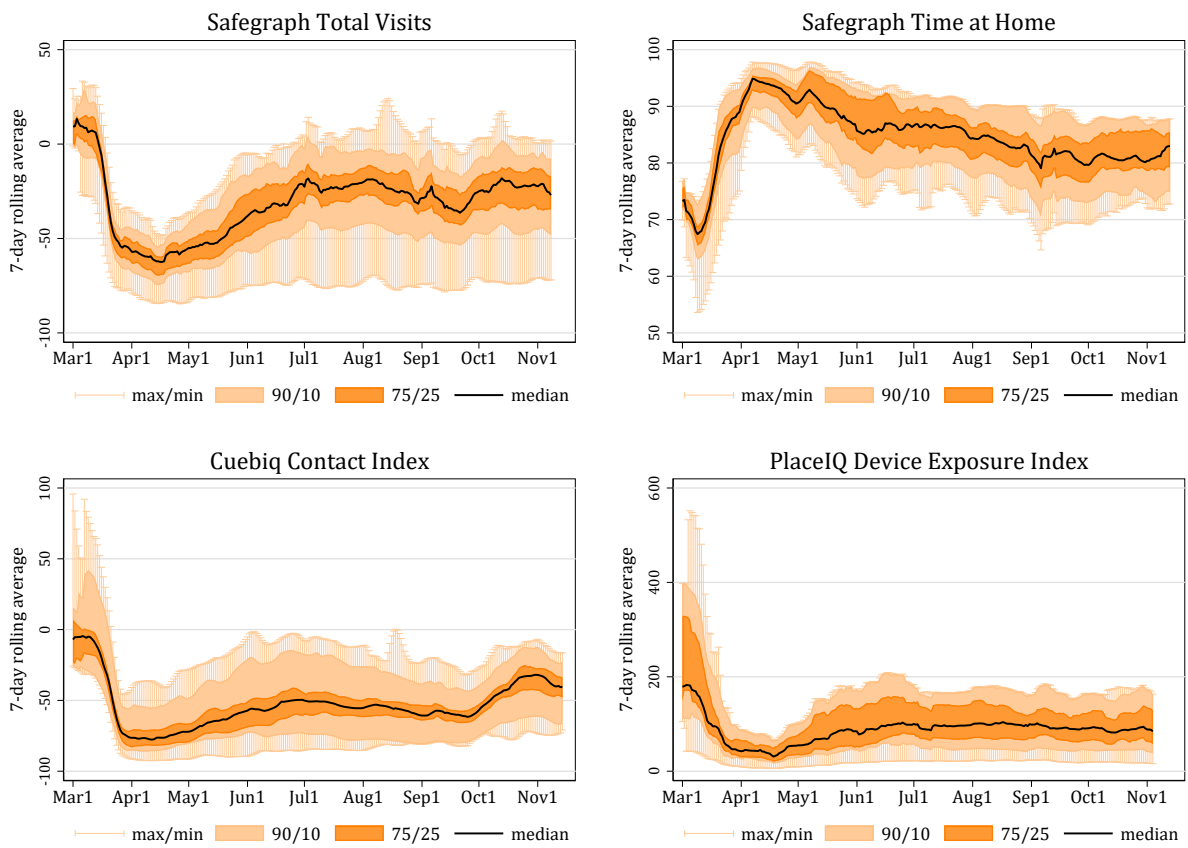 Safegraph Total Visits
7-day rolling average
50
0
-50
-100
Mar1 Apr1 May1 Jun1 Jul1 Aug1 Sep1 Oct1 Nov1
max/min 90/10 75/25 median
Safegraph Time at Home
7-day rolling average
100
90
80
70
60
50
Mar1 Apr1 May1 Jun1 Jul1 Aug1 Sep1 Oct1 Nov1
max/min 90/10 75/25 median
Cuebiq Contact Index
7-day rolling average
100
50
0
-50
-100
Mar1 Apr1 May1 Jun1 Jul1 Aug1 Sep1 Oct1 Nov1
max/min 90/10 75/25 median
PlaceIQ Device Exposure Index
7-day rolling average
600
400
200
0
Mar1 Apr1 May1 Jun1 Jul1 Aug1 Sep1 Oct1 Nov1
max/min 90/10 75/25 median